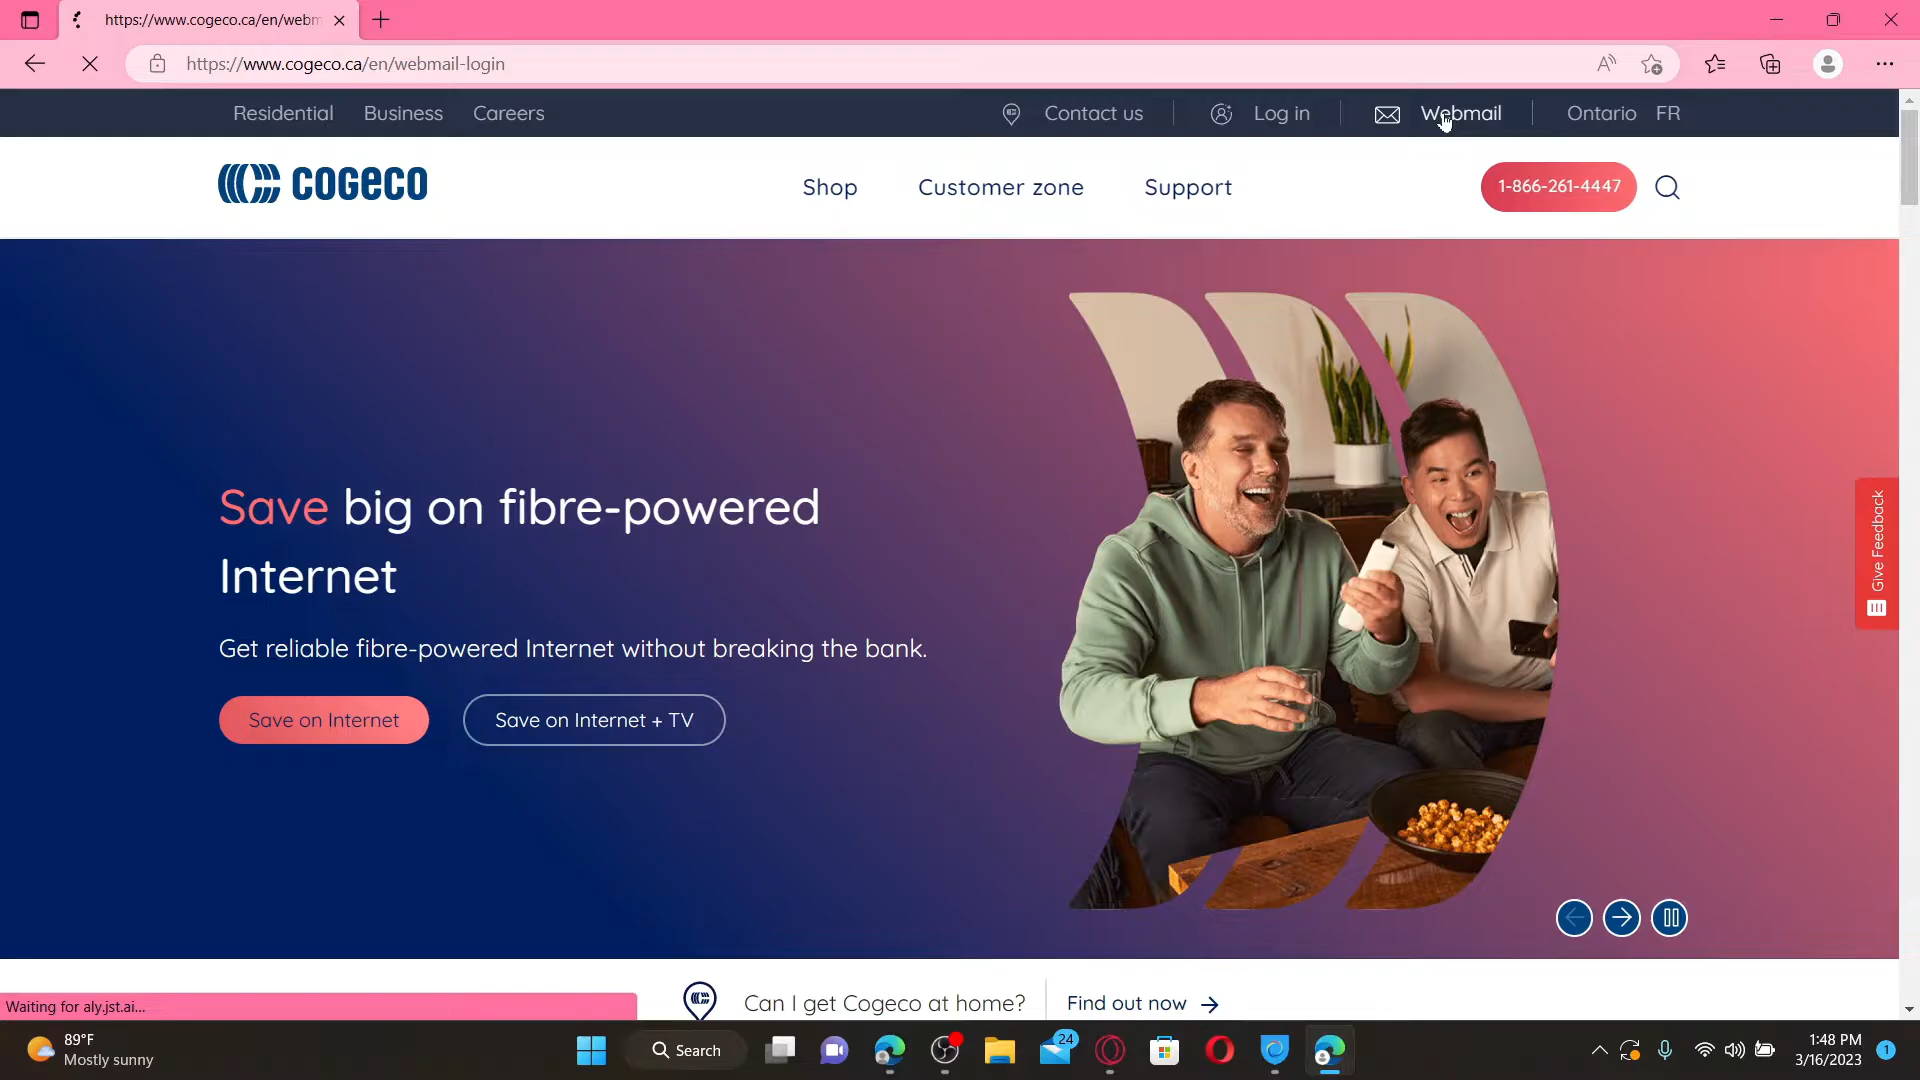 https://www.cogeco.ca/en/webm
https://www.cogeco.ca/en/webmail-login
Residential Business Careers Contact us Log in Webmail Ontario FR
COGECO Shop Customer zone Support 1-866-261-4447
Save big on fibre-powered
Internet
Get reliable fibre-powered Internet without breaking the bank.
Save on Internet Save on Internet + TV
Give Feedback
Can I get Cogeco at home? Find out now
Waiting for aly.jst.ai...
89°F
Mostly sunny
Search
24
1:48 PM
3/16/2023
1